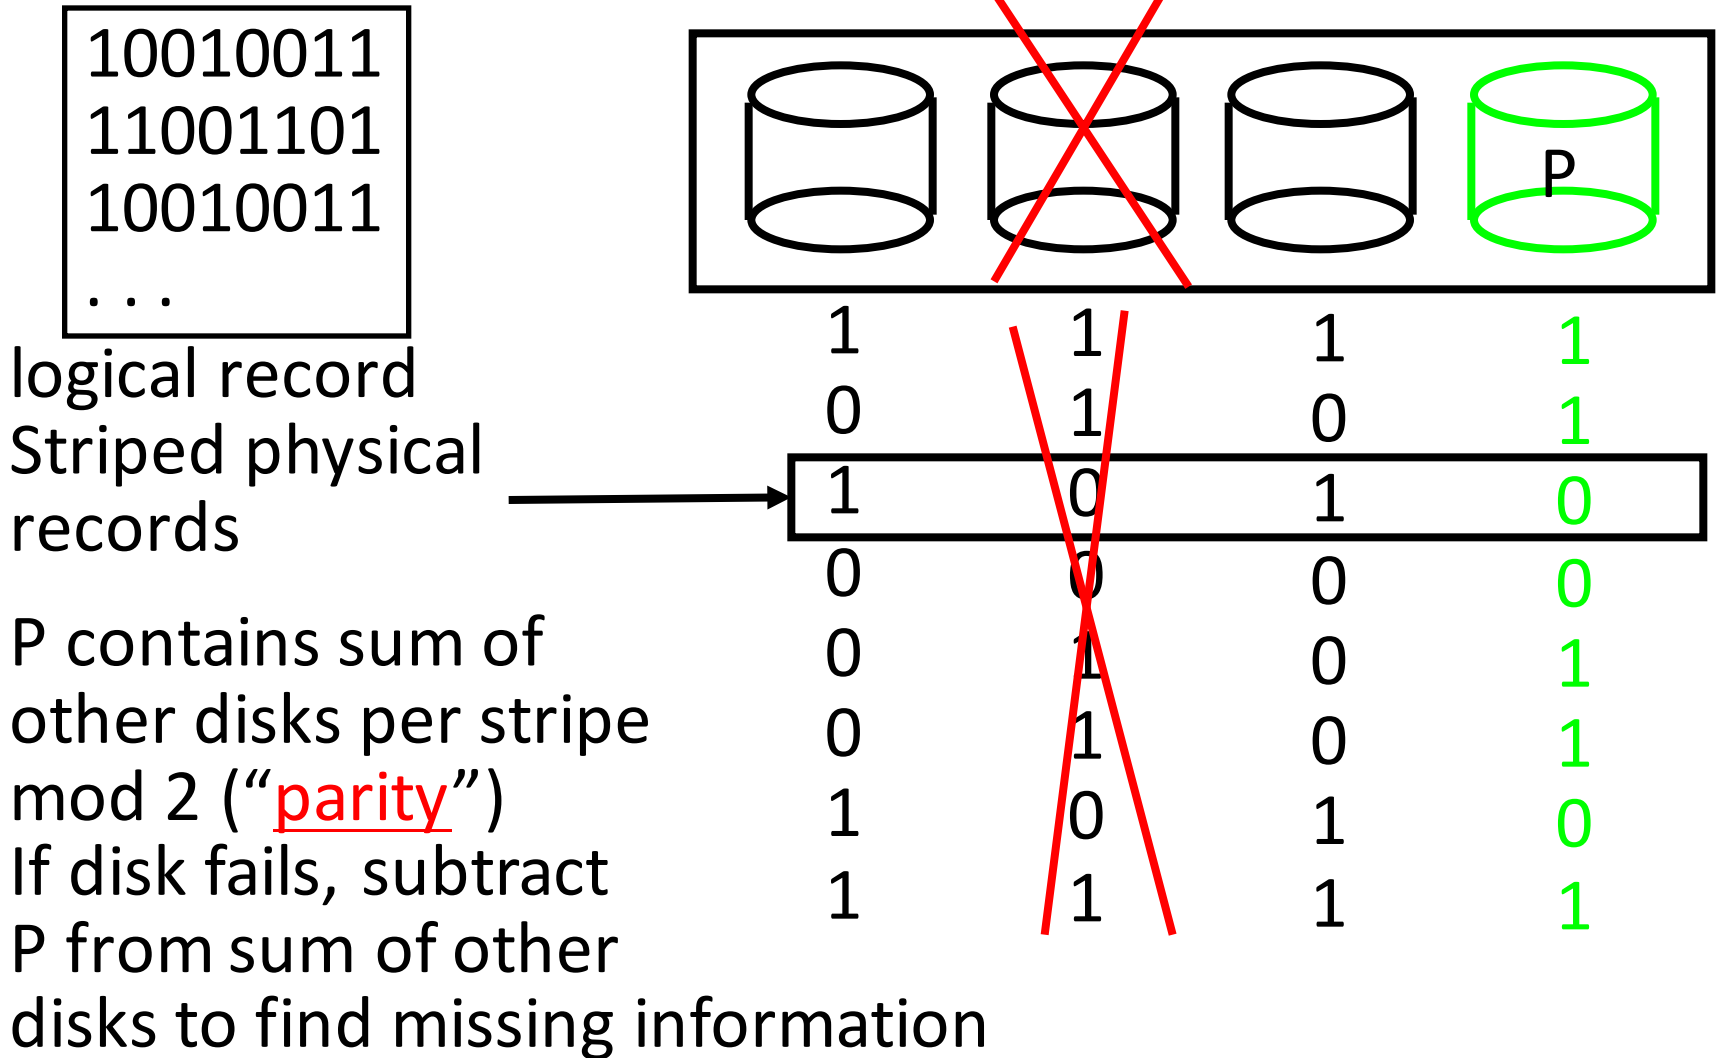 10010011
11001101
10010011
. . .
logical record
Striped physical
records
P contains sum of
other disks per stripe
mod 2 (“parity”)
If disk fails, subtract
P from sum of other
disks to find missing information
P
1 1 1 1
0 1 0 1
1 0 1 0
0 0 0 0
0 1 0 1
0 1 0 1
1 0 1 0
1 1 1 1